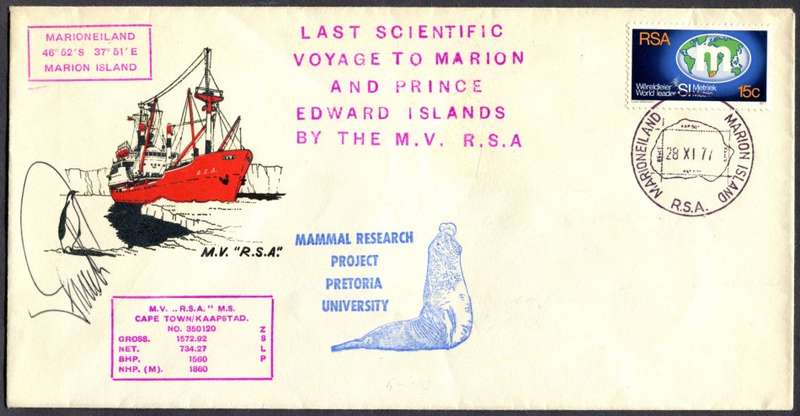 MARIONEILAND
46°52'S 37°51'E
MARION ISLAND
LAST SCIENTIFIC
VOYAGE TO MARION
AND PRINCE
EDWARD ISLANDS
BY THE M.V. R.S.A
RSA
m
Wêreldleier SI Metriek
World leader
15c
MARIONEILAND
MARION ISLAND
28 XI 77
R.S.A.
R.S.A.
M.V. "R.S.A."
MAMMAL RESEARCH
PROJECT
PRETORIA
UNIVERSITY
M.V. „R.S.A." M.S.
CAPE TOWN/KAAPSTAD.
NO. 350120 Z
GROSS. 1572.92 S
NET. 734.27 L
BHP. 1560 P
NHP. (M). 1860